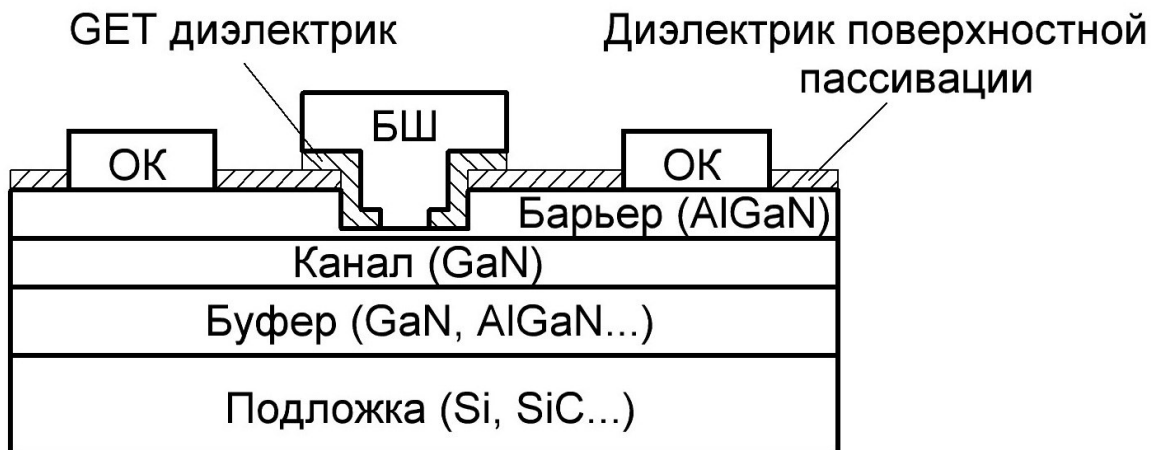 GET диэлектрик
Диэлектрик поверхностной
пассивации
БШ
ОК
ОК
Барьер (AlGaN)
Канал (GaN)
Буфер (GaN, AlGaN...)
Подложка (Si, SiC...)